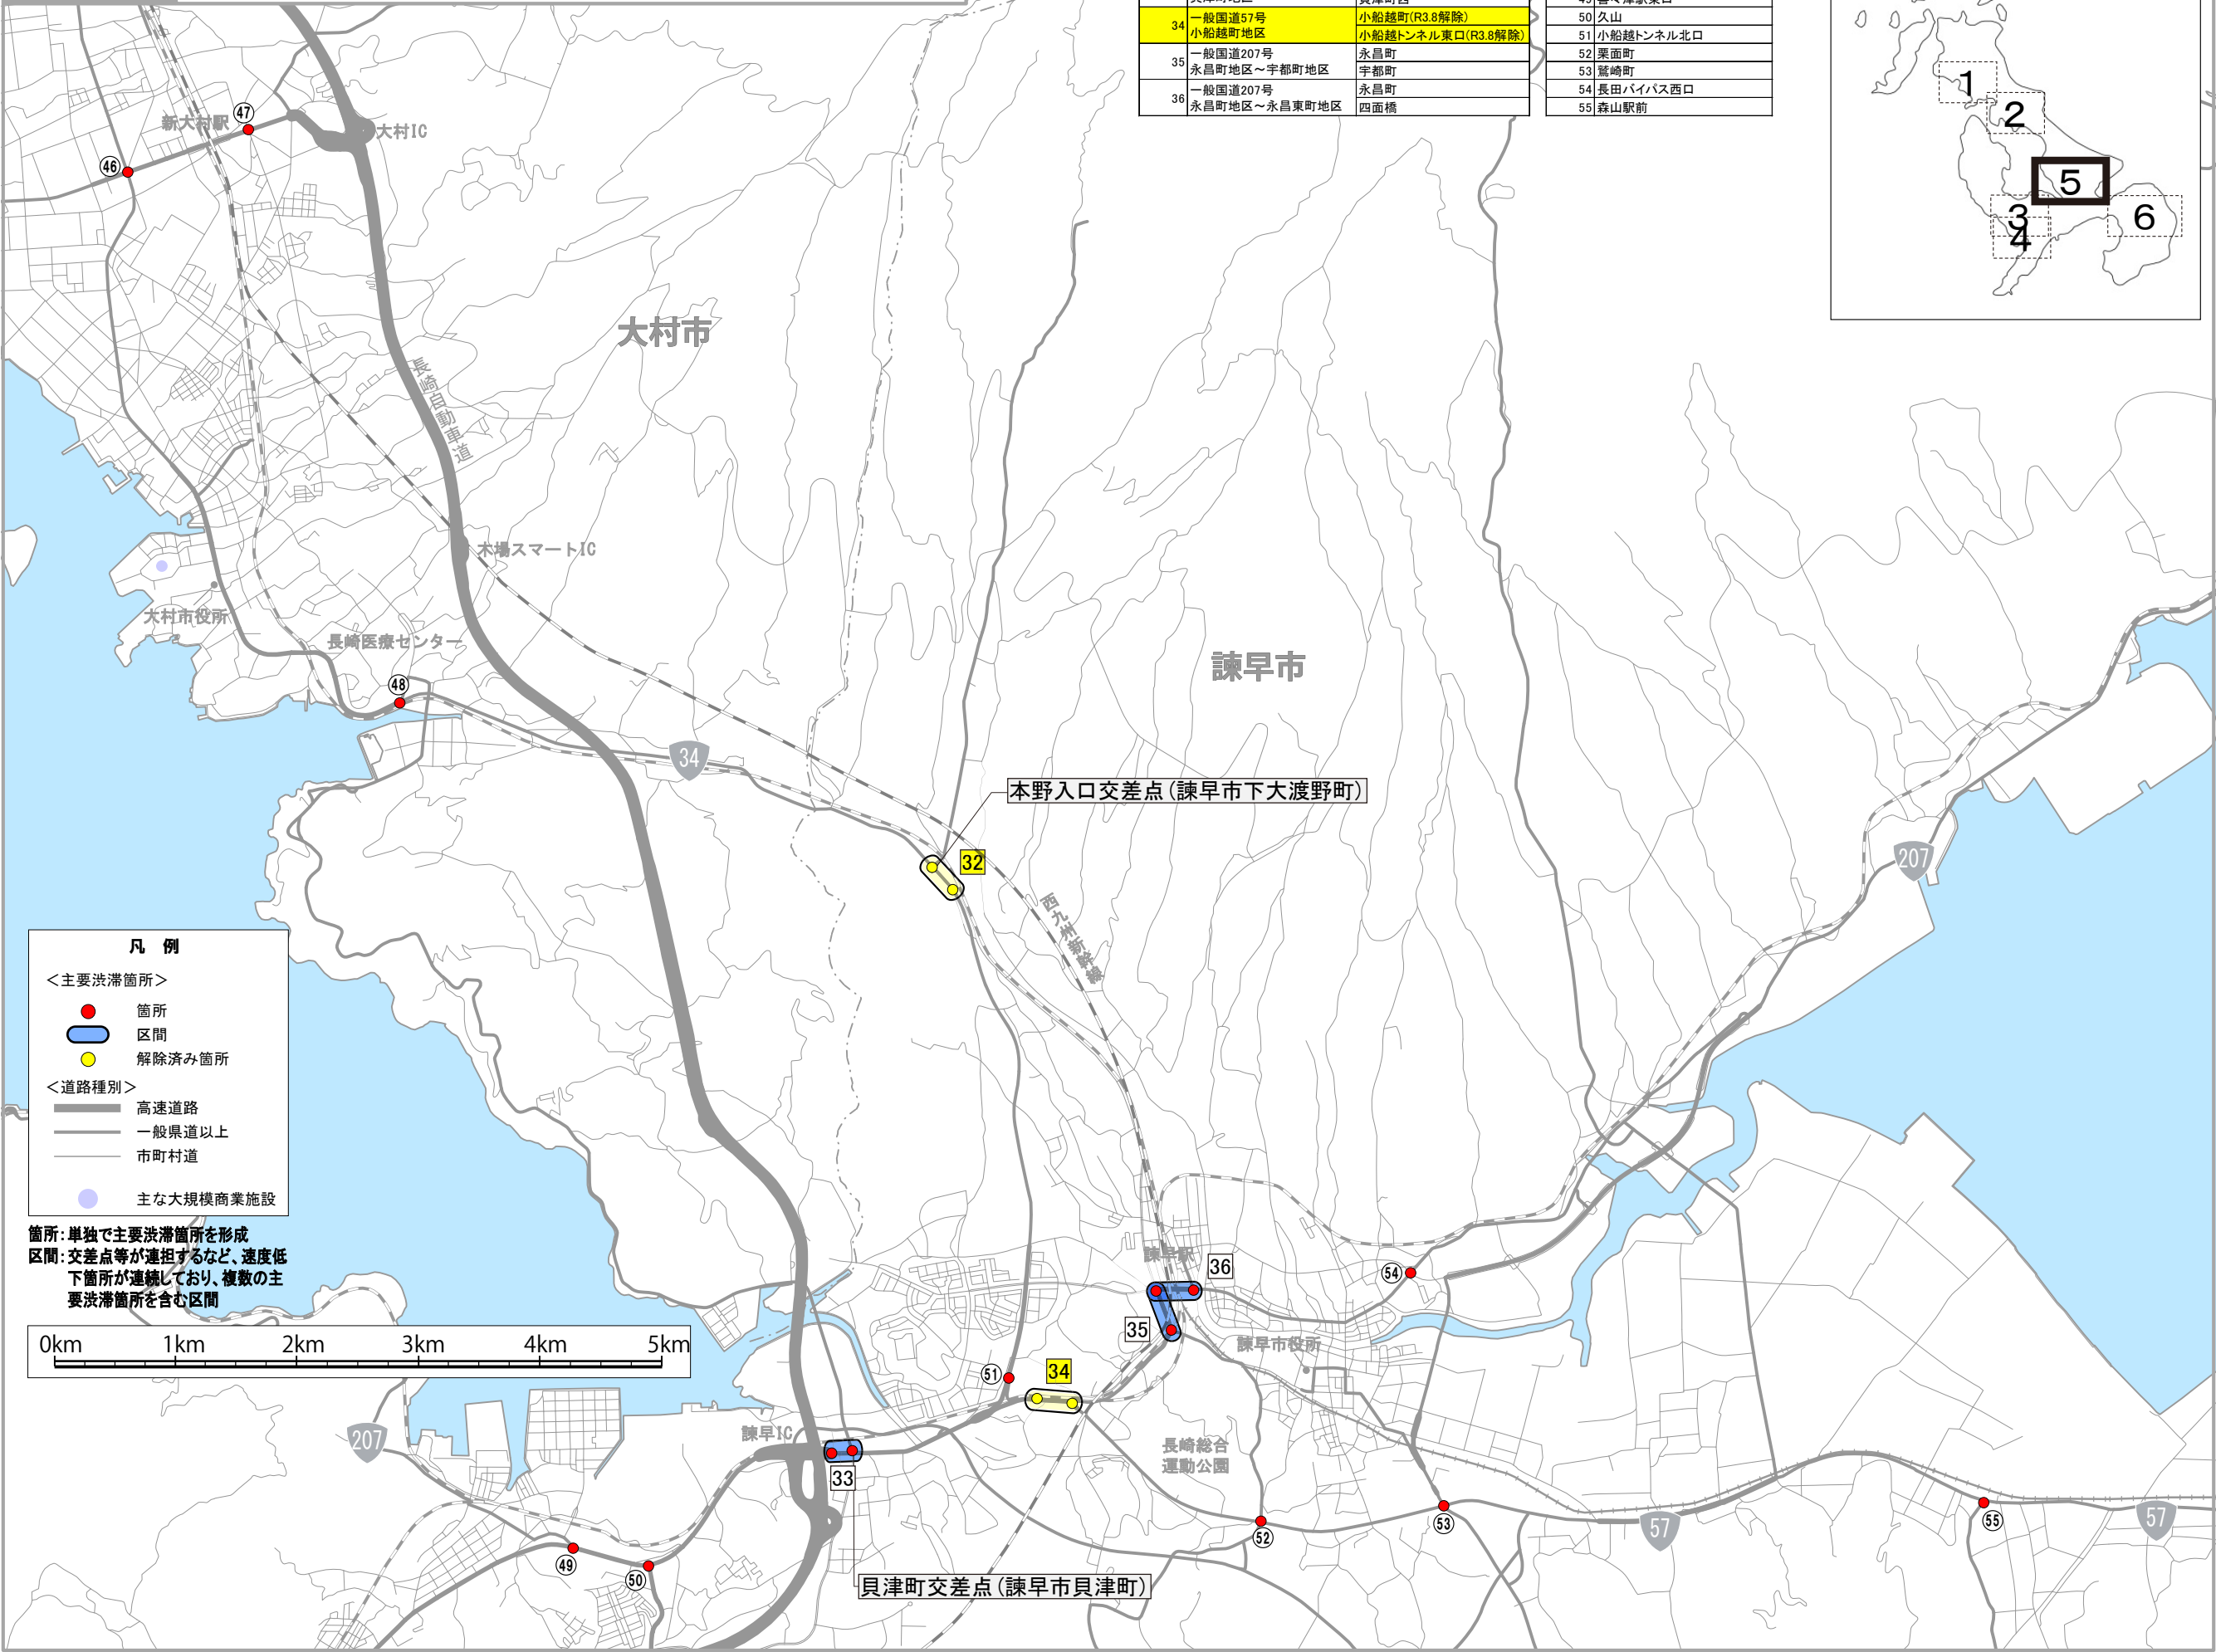 34 一般国道57号 小船越町地区 小船越町(R3.8解除)
小船越トンネル東口(R3.8解除)
35 一般国道207号 永昌町地区～宇都町地区 永昌町
宇都町
36 一般国道207号 永昌町地区～永昌東町地区 永昌町
四面橋
50 久山
51 小船越トンネル北口
52 栗面町
53 鷲崎町
54 長田バイパス西口
55 森山駅前
1
2
5
3
4
6
47
新大村駅
大村IC
46
大村市
長崎自動車道
木場スマートIC
大村市役所
長崎医療センター
48
諫早市
34
本野入口交差点(諫早市下大渡野町)
32
207
西九州新幹線
凡 例
＜主要渋滞箇所＞
箇所
区間
解除済み箇所
＜道路種別＞
高速道路
一般県道以上
市町村道
主な大規模商業施設
箇所：単独で主要渋滞箇所を形成
区間：交差点等が連担するなど、速度低
下箇所が連続しており、複数の主
要渋滞箇所を含む区間
0km 1km 2km 3km 4km 5km
諫早駅
36
54
35
諫早市役所
51
34
207
諫早IC
33
長崎総合
運動公園
49
50
52
53
57
55
57
貝津町交差点(諫早市貝津町)